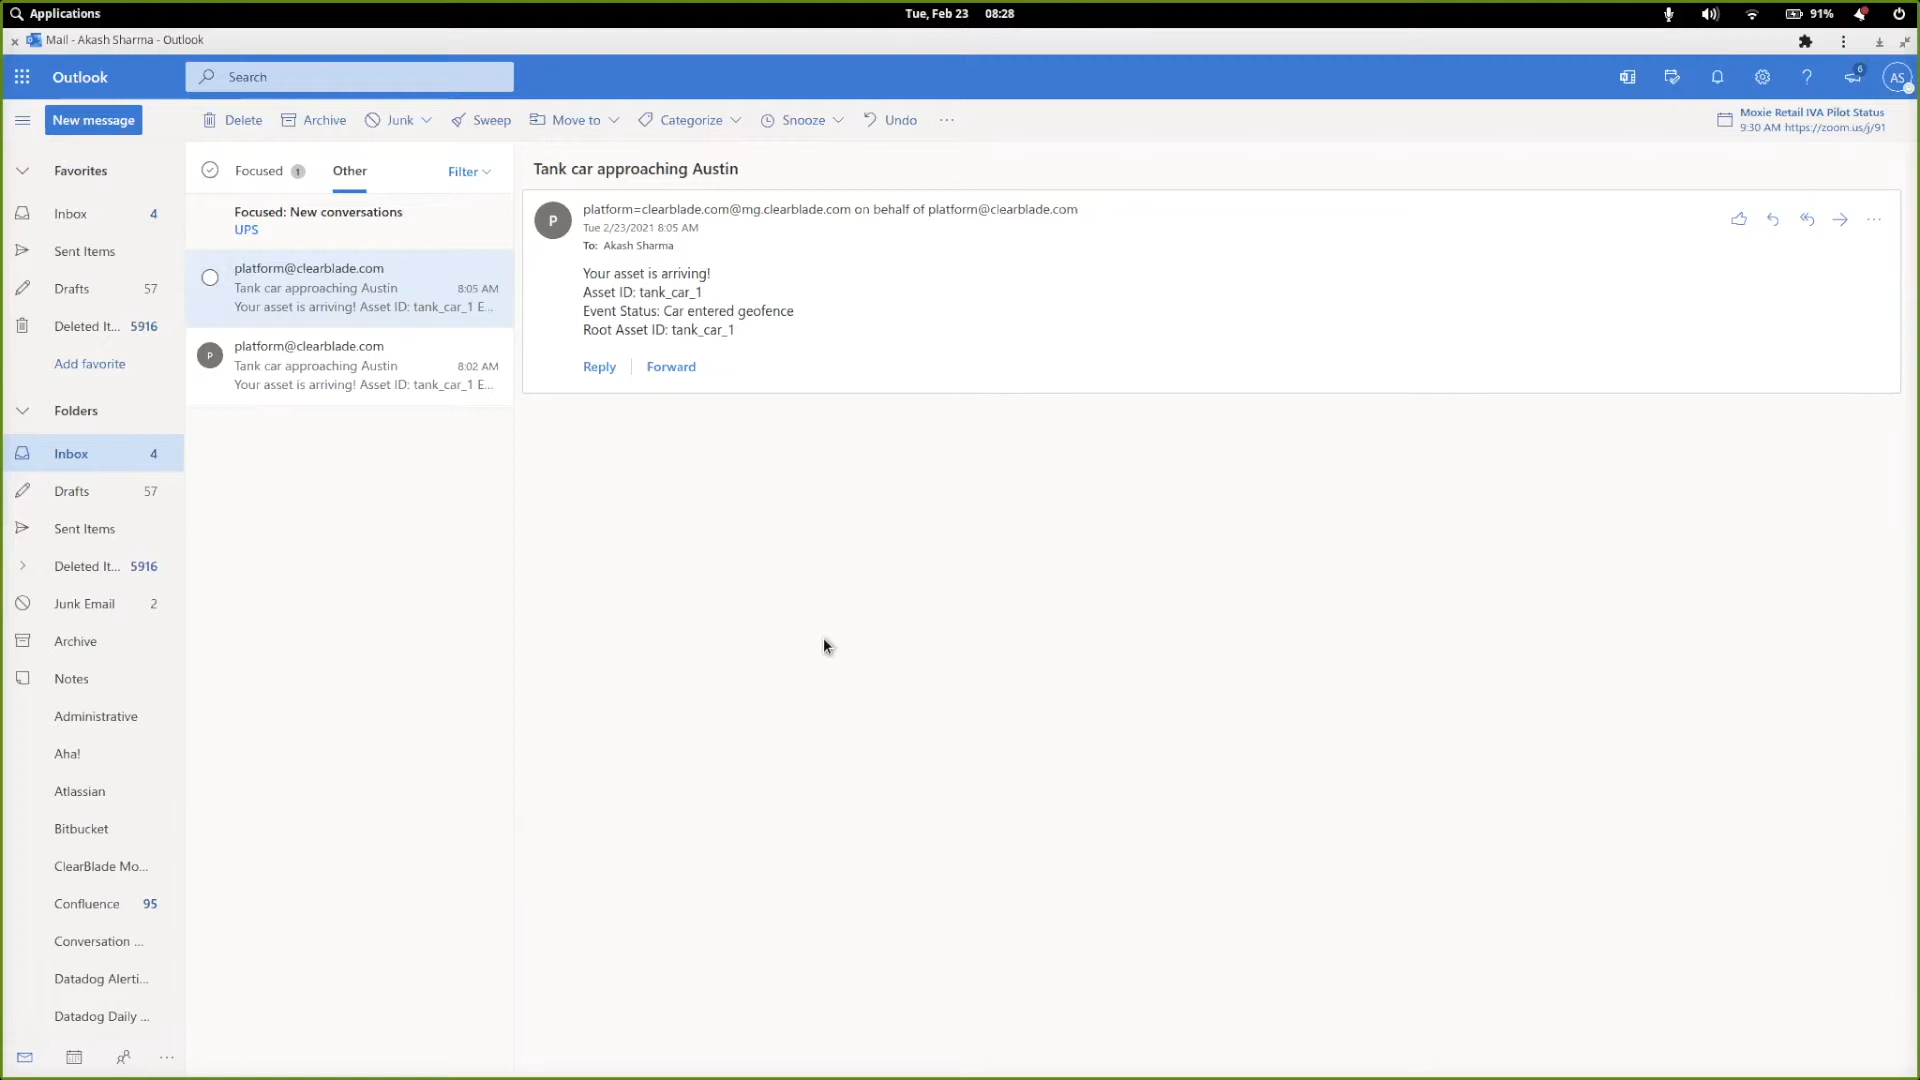 Applications
Tue, Feb 23 08:28
91%
Mail - Akash Sharma - Outlook
Outlook
Search
6
AS
New message
Delete
Archive
Junk
Sweep
Move to
Categorize
Snooze
Undo
Moxie Retail IVA Pilot Status
9:30 AM https://zoom.us/j/91
Favorites
Inbox 4
Sent Items
Drafts 57
Deleted It... 5916
Add favorite
Folders
Inbox 4
Drafts 57
Sent Items
Deleted It... 5916
Junk Email 2
Archive
Notes
Administrative
Aha!
Atlassian
Bitbucket
ClearBlade Mo...
Confluence 95
Conversation ...
Datadog Alerti...
Datadog Daily ...
Focused 1
Other
Filter
Focused: New conversations
UPS
platform@clearblade.com
Tank car approaching Austin 8:05 AM
Your asset is arriving! Asset ID: tank_car_1 E...
P
platform@clearblade.com
Tank car approaching Austin 8:02 AM
Your asset is arriving! Asset ID: tank_car_1 E...
Tank car approaching Austin
P
platform=clearblade.com@mg.clearblade.com on behalf of platform@clearblade.com
Tue 2/23/2021 8:05 AM
To: Akash Sharma
Your asset is arriving!
Asset ID: tank_car_1
Event Status: Car entered geofence
Root Asset ID: tank_car_1
Reply
Forward